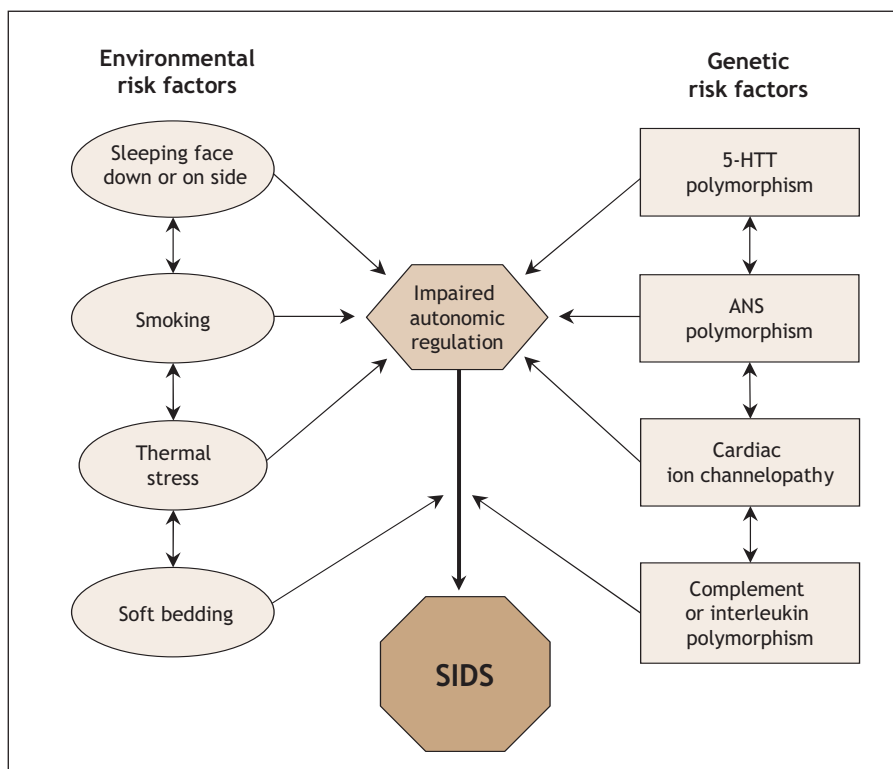 Environmental
risk factors
Genetic
risk factors
Sleeping face
down or on side
5-HTT
polymorphism
Smoking
Impaired
autonomic
regulation
ANS
polymorphism
Thermal
stress
Cardiac
ion channelopathy
Soft bedding
Complement
or interleukin
polymorphism
SIDS